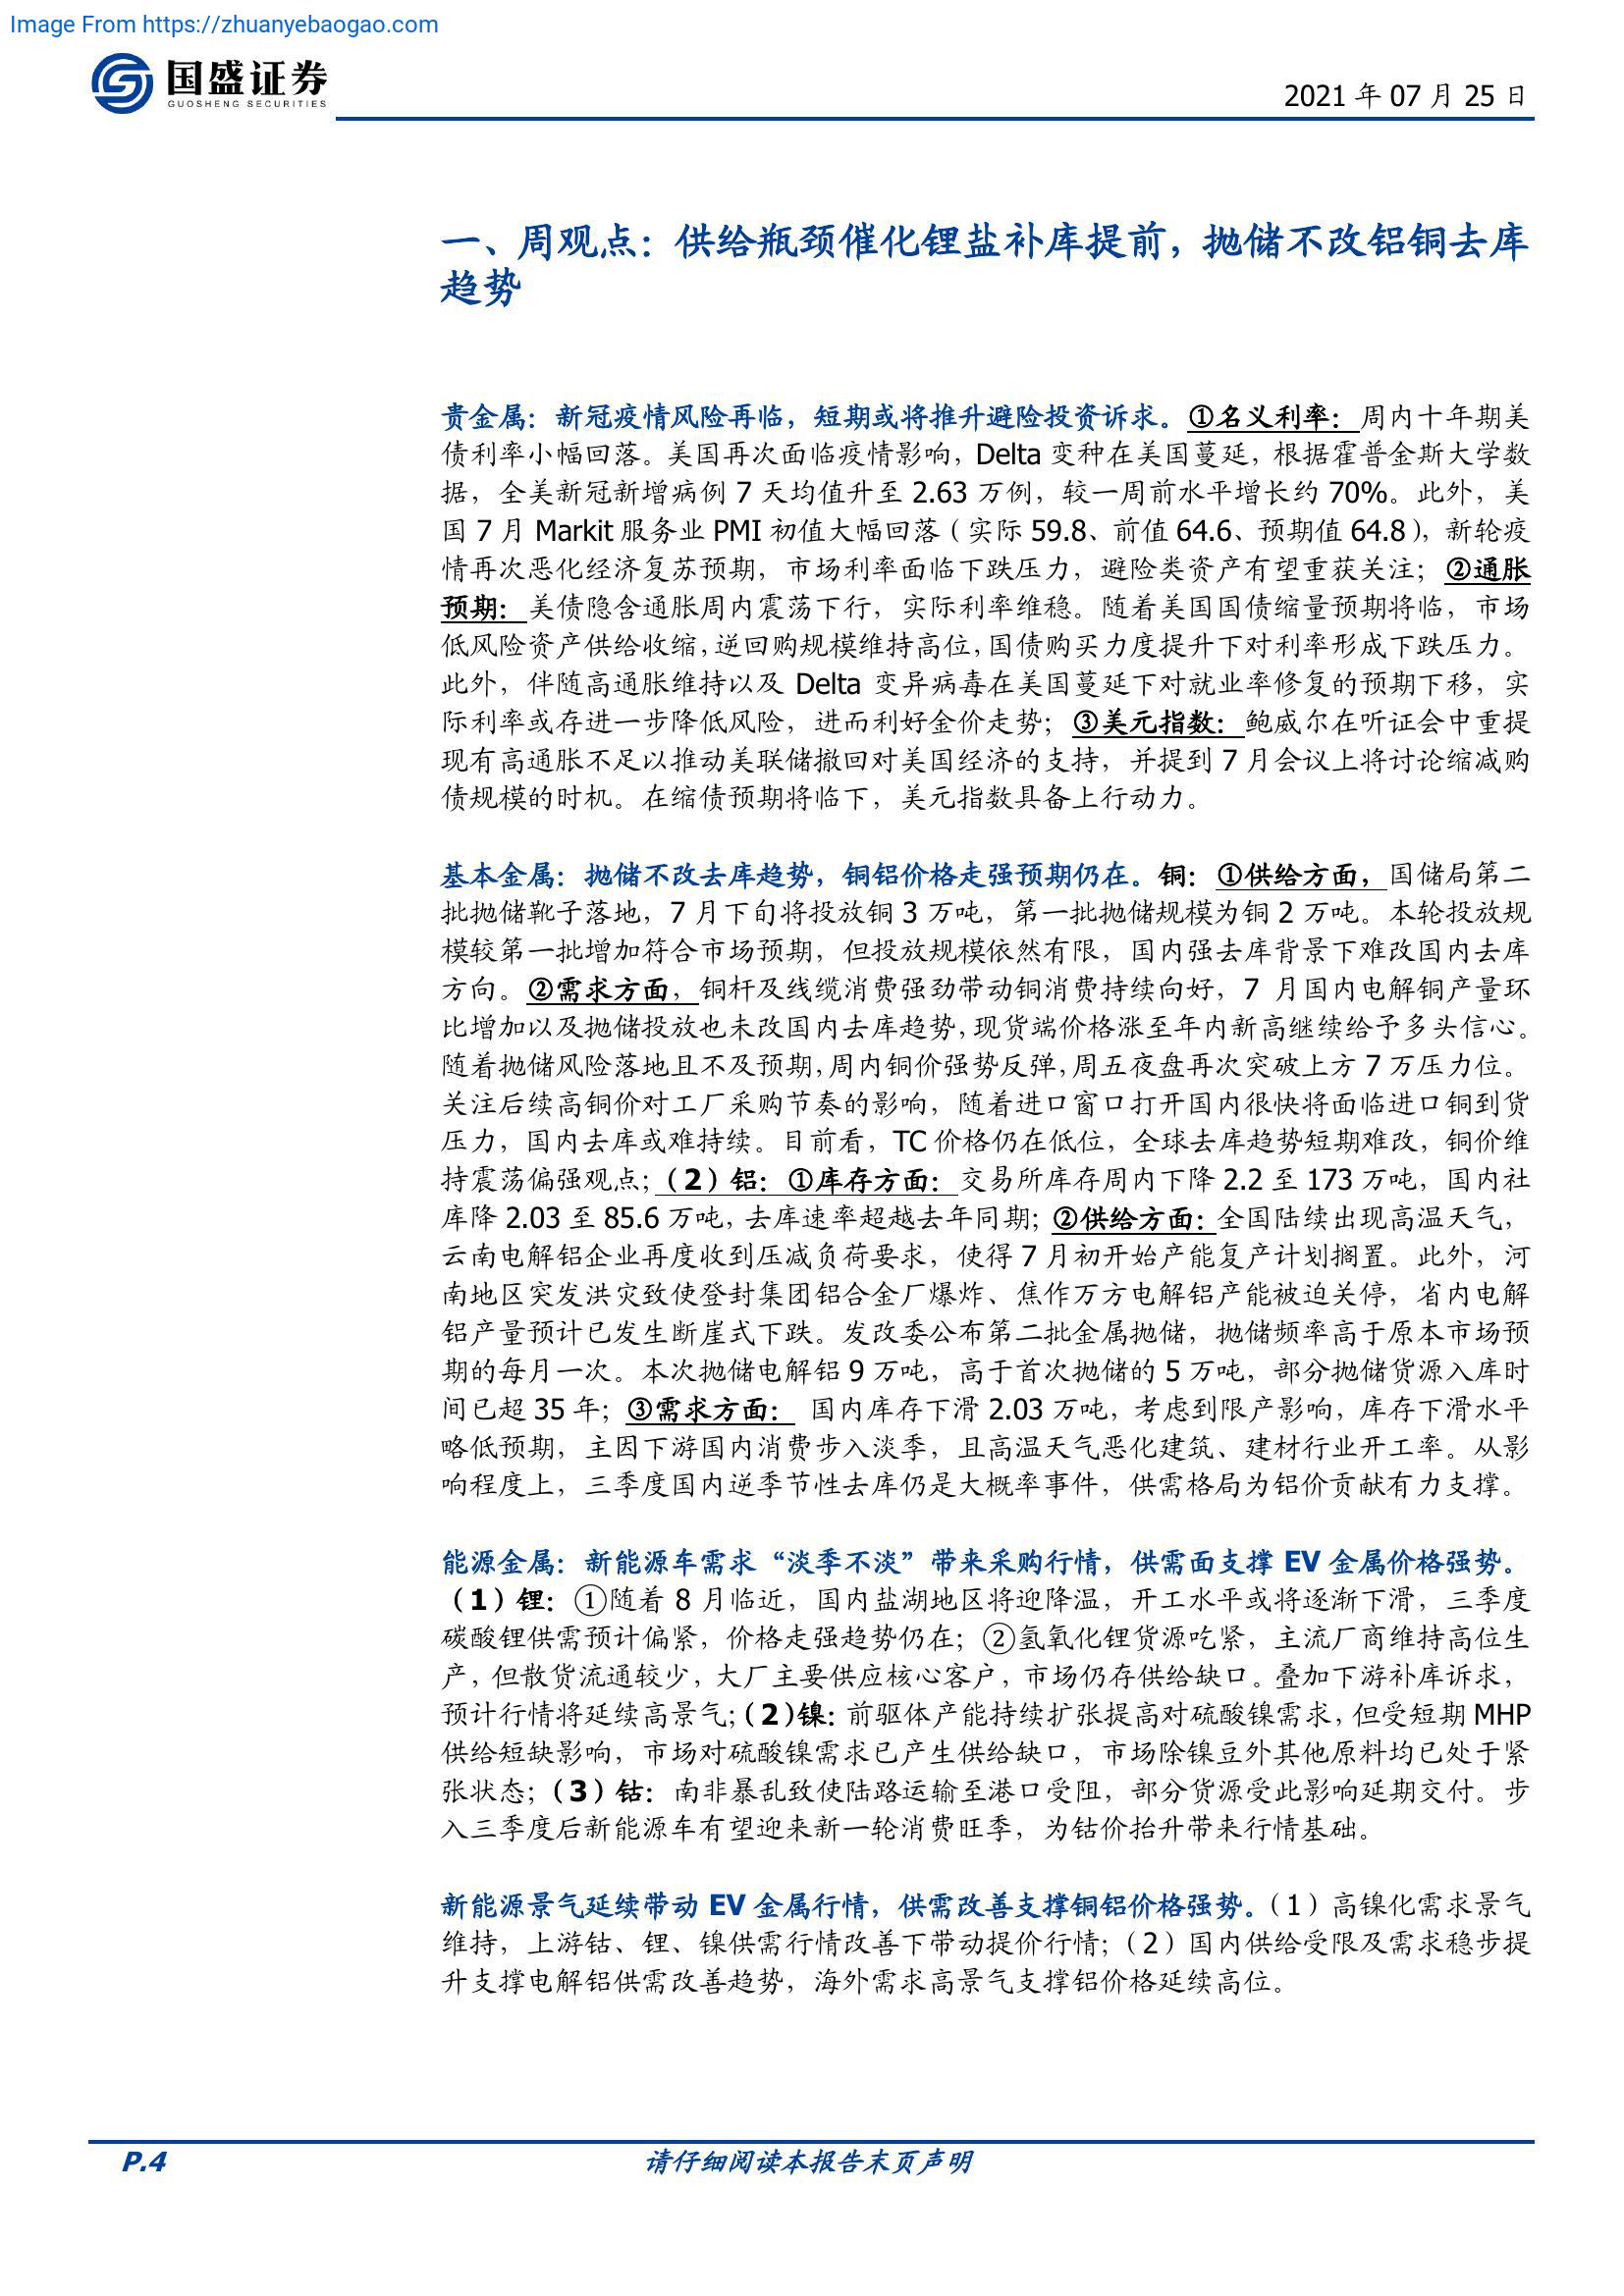 Image From https://zhuanyebaogao.com
国盛证券
GUOSHENG SECURITIES
2021 年 07 月 25 日
一、周观点：供给瓶颈催化锂盐补库提前，抛储不改铝铜去库
趋势
贵金属：新冠疫情风险再临，短期或将推升避险投资诉求。①名义利率：周内十年期美
债利率小幅回落。美国再次面临疫情影响，Delta 变种在美国蔓延，根据霍普金斯大学数
据，全美新冠新增病例 7 天均值升至 2.63 万例，较一周前水平增长约 70%。此外，美
国 7 月 Markit 服务业 PMI 初值大幅回落（实际 59.8、前值 64.6、预期值 64.8），新轮疫
情再次恶化经济复苏预期，市场利率面临下跌压力，避险类资产有望重获关注；②通胀
预期：美债隐含通胀周内震荡下行，实际利率维稳。随着美国国债缩量预期将临，市场
低风险资产供给收缩，逆回购规模维持高位，国债购买力度提升下对利率形成下跌压力。
此外，伴随高通胀维持以及 Delta 变异病毒在美国蔓延下对就业率修复的预期下移，实
际利率或存进一步降低风险，进而利好金价走势；③美元指数：鲍威尔在听证会中重提
现有高通胀不足以推动美联储撤回对美国经济的支持，并提到 7 月会议上将讨论缩减购
债规模的时机。在缩债预期将临下，美元指数具备上行动力。
基本金属：抛储不改去库趋势，铜铝价格走强预期仍在。铜：①供给方面，国储局第二
批抛储靴子落地，7 月下旬将投放铜 3 万吨，第一批抛储规模为铜 2 万吨。本轮投放规
模较第一批增加符合市场预期，但投放规模依然有限，国内强去库背景下难改国内去库
方向。②需求方面，铜杆及线缆消费强劲带动铜消费持续向好，7 月国内电解铜产量环
比增加以及抛储投放也未改国内去库趋势，现货端价格涨至年内新高继续给予多头信心。
随着抛储风险落地且不及预期，周内铜价强势反弹，周五夜盘再次突破上方 7 万压力位。
关注后续高铜价对工厂采购节奏的影响，随着进口窗口打开国内很快将面临进口铜到货
压力，国内去库或难持续。目前看，TC 价格仍在低位，全球去库趋势短期难改，铜价维
持震荡偏强观点；（2）铝：①库存方面：交易所库存周内下降 2.2 至 173 万吨，国内社
库降 2.03 至 85.6 万吨，去库速率超越去年同期；②供给方面：全国陆续出现高温天气，
云南电解铝企业再度收到压减负荷要求，使得 7 月初开始产能复产计划搁置。此外，河
南地区突发洪灾致使登封集团铝合金厂爆炸、焦作万方电解铝产能被迫关停，省内电解
铝产量预计已发生断崖式下跌。发改委公布第二批金属抛储，抛储频率高于原本市场预
期的每月一次。本次抛储电解铝 9 万吨，高于首次抛储的 5 万吨，部分抛储货源入库时
间已超 35 年；③需求方面： 国内库存下滑 2.03 万吨，考虑到限产影响，库存下滑水平
略低预期，主因下游国内消费步入淡季，且高温天气恶化建筑、建材行业开工率。从影
响程度上，三季度国内逆季节性去库仍是大概率事件，供需格局为铝价贡献有力支撑。
能源金属：新能源车需求“淡季不淡”带来采购行情，供需面支撑 EV 金属价格强势。
（1）锂：①随着 8 月临近，国内盐湖地区将迎降温，开工水平或将逐渐下滑，三季度
碳酸锂供需预计偏紧，价格走强趋势仍在；②氢氧化锂货源吃紧，主流厂商维持高位生
产，但散货流通较少，大厂主要供应核心客户，市场仍存供给缺口。叠加下游补库诉求，
预计行情将延续高景气；（2）镍：前驱体产能持续扩张提高对硫酸镍需求，但受短期 MHP
供给短缺影响，市场对硫酸镍需求已产生供给缺口，市场除镍豆外其他原料均已处于紧
张状态；（3）钴：南非暴乱致使陆路运输至港口受阻，部分货源受此影响延期交付。步
入三季度后新能源车有望迎来新一轮消费旺季，为钴价抬升带来行情基础。
新能源景气延续带动 EV 金属行情，供需改善支撑铜铝价格强势。（1）高镍化需求景气
维持，上游钴、锂、镍供需行情改善下带动提价行情；（2）国内供给受限及需求稳步提
升支撑电解铝供需改善趋势，海外需求高景气支撑铝价格延续高位。
P.4
请仔细阅读本报告末页声明